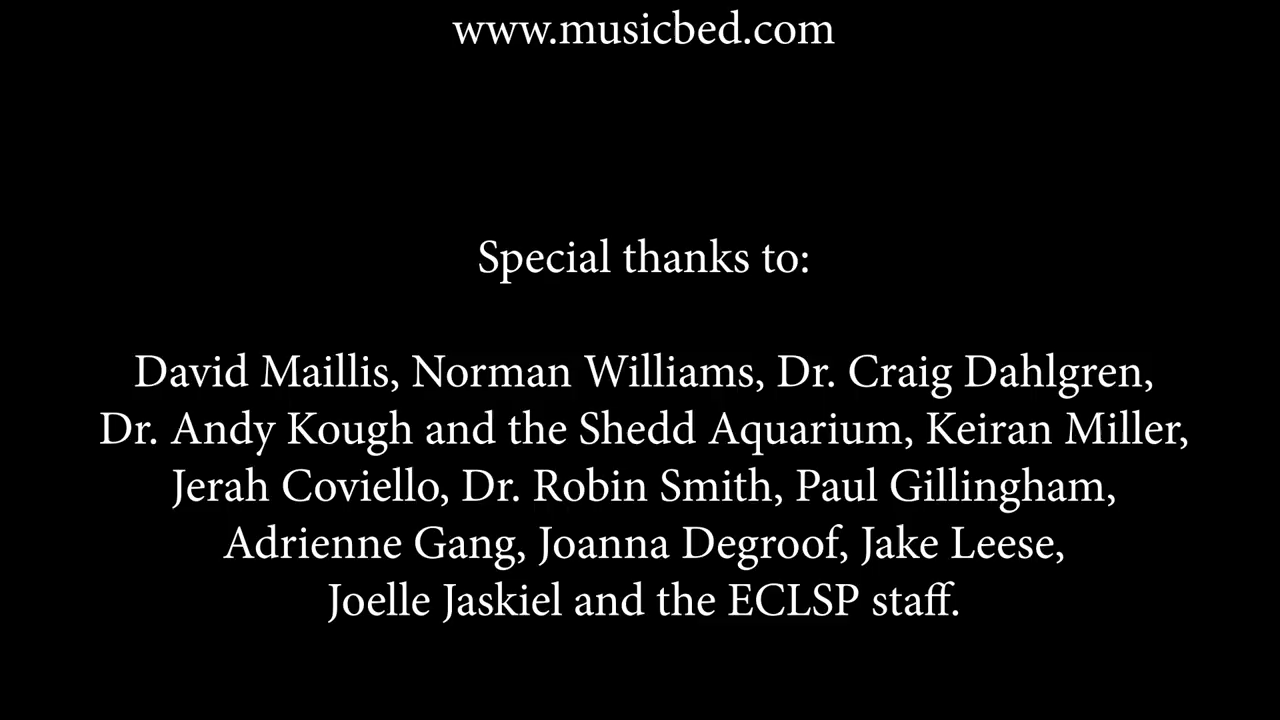 www.musicbed.com
Special thanks to:
David Maillis, Norman Williams, Dr. Craig Dahlgren,
Dr. Andy Kough and the Shedd Aquarium, Keiran Miller,
Jerah Coviello, Dr. Robin Smith, Paul Gillingham,
Adrienne Gang, Joanna Degroof, Jake Leese,
Joelle Jaskiel and the ECLSP staff.